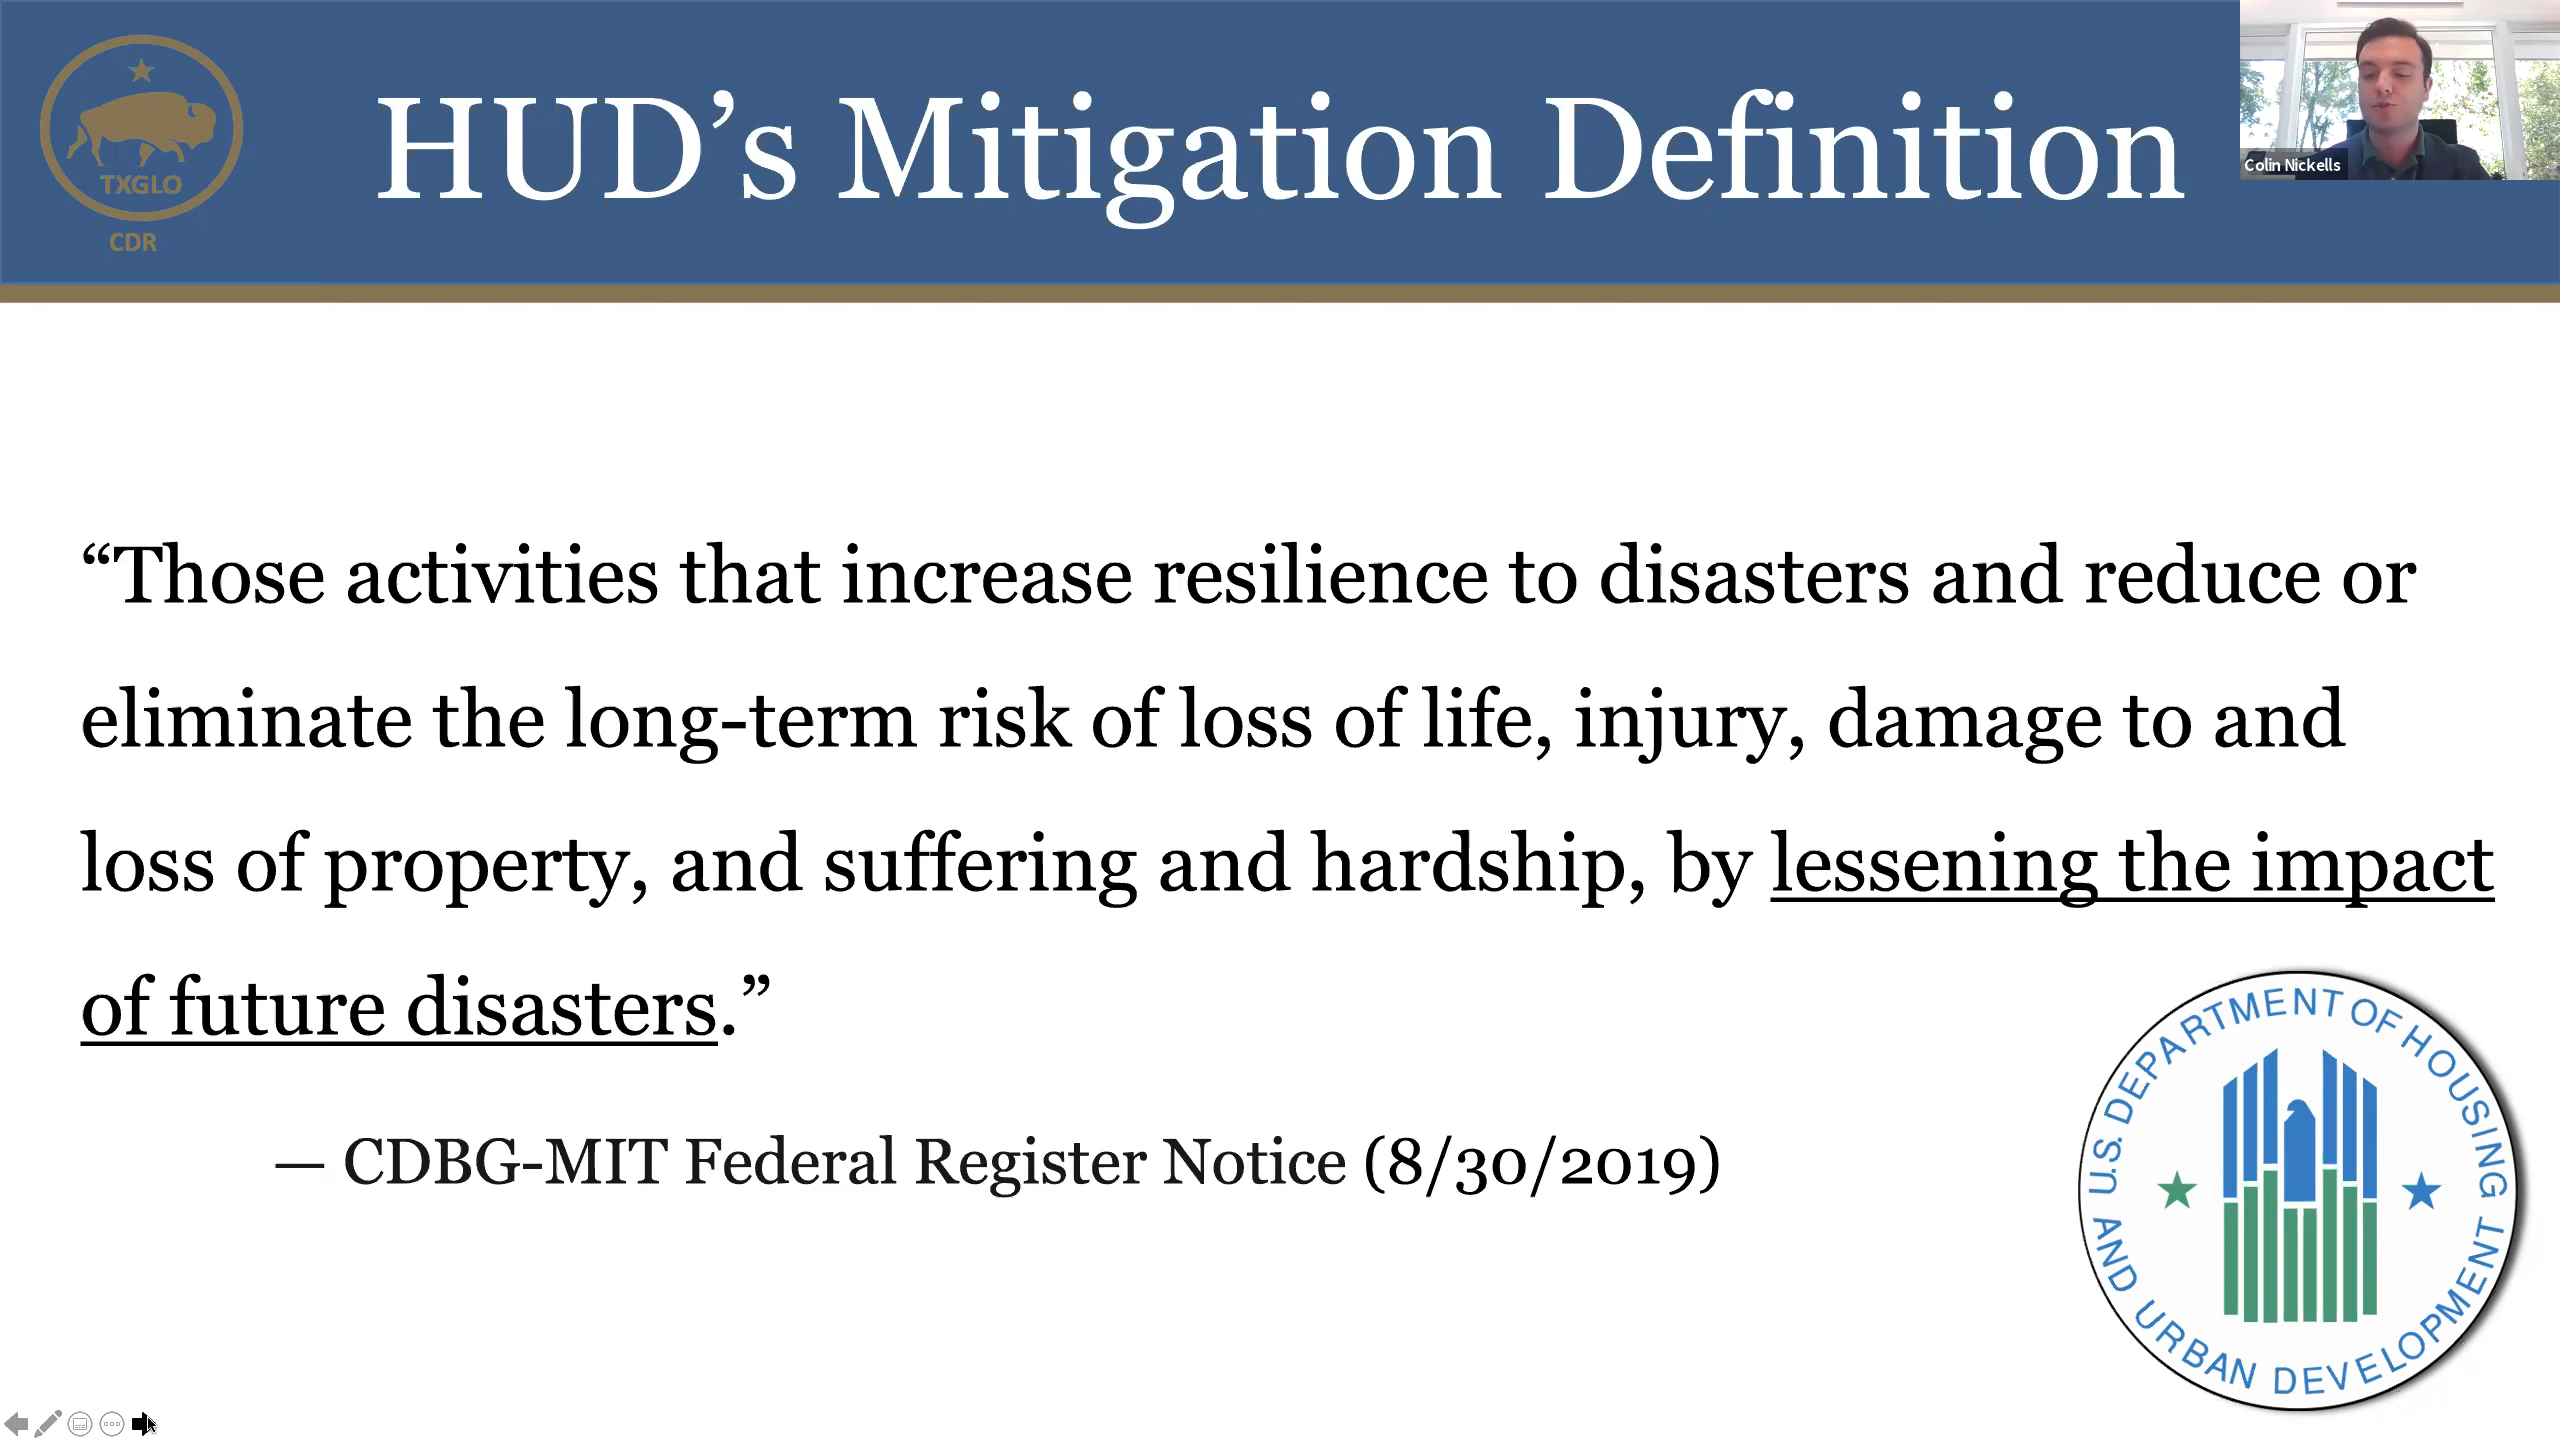 TXGLO
CDR
HUD’s Mitigation Definition
Colin Nickells
“Those activities that increase resilience to disasters and reduce or
eliminate the long-term risk of loss of life, injury, damage to and
loss of property, and suffering and hardship, by lessening the impact
of future disasters.”
— CDBG-MIT Federal Register Notice (8/30/2019)
U.S. DEPARTMENT OF HOUSING
AND URBAN DEVELOPMENT